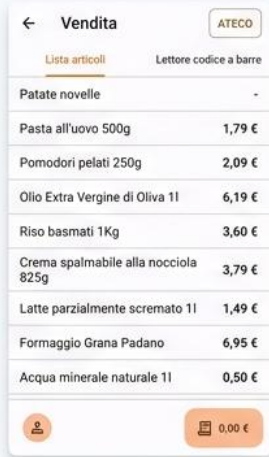 ← Vendita ATECO
Lista articoli Lettore codice a barre
Patate novelle -
Pasta all'uovo 500g 1,79 €
Pomodori pelati 250g 2,09 €
Olio Extra Vergine di Oliva 1l 6,19 €
Riso basmati 1Kg 3,60 €
Crema spalmabile alla nocciola
825g 3,79 €
Latte parzialmente scremato 1l 1,49 €
Formaggio Grana Padano 6,95 €
Acqua minerale naturale 1l 0,50 €
0,00 €